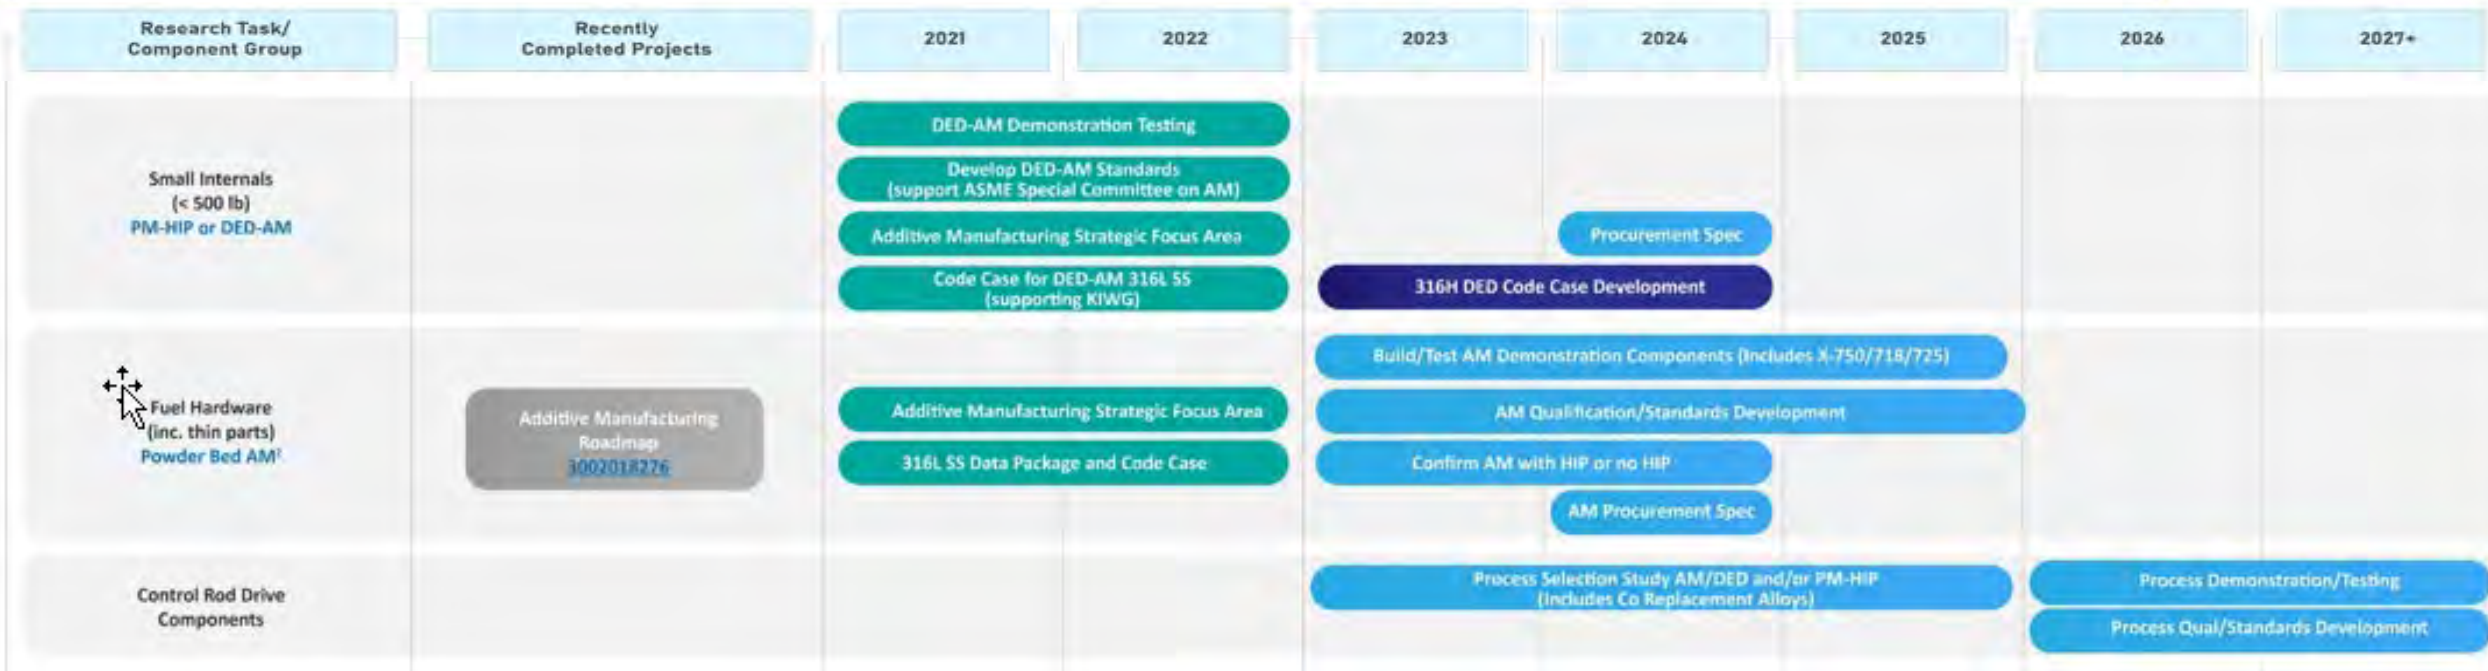 Research Task/
Component Group
Recently
Completed Projects
2021
2022
2023
2024
2025
2026
2027+
Small Internals
(< 500 lb)
PM-HIP or DED-AM
DED-AM Demonstration Testing
Develop DED-AM Standards
(support ASME Special Committee on AM)
Additive Manufacturing Strategic Focus Area
Procurement Spec
Code Case for DED-AM 316L SS
(supporting KIWG)
316H DED Code Case Development
Fuel Hardware
(inc. thin parts)
Powder Bed AM²
Additive Manufacturing
Roadmap
3002018276
Build/Test AM Demonstration Components (Includes X-750/718/725)
Additive Manufacturing Strategic Focus Area
AM Qualification/Standards Development
316L SS Data Package and Code Case
Confirm AM with HIP or no HIP
AM Procurement Spec
Control Rod Drive
Components
Process Selection Study AM/DED and/or PM-HIP
(Includes Co Replacement Alloys)
Process Demonstration/Testing
Process Qual/Standards Development